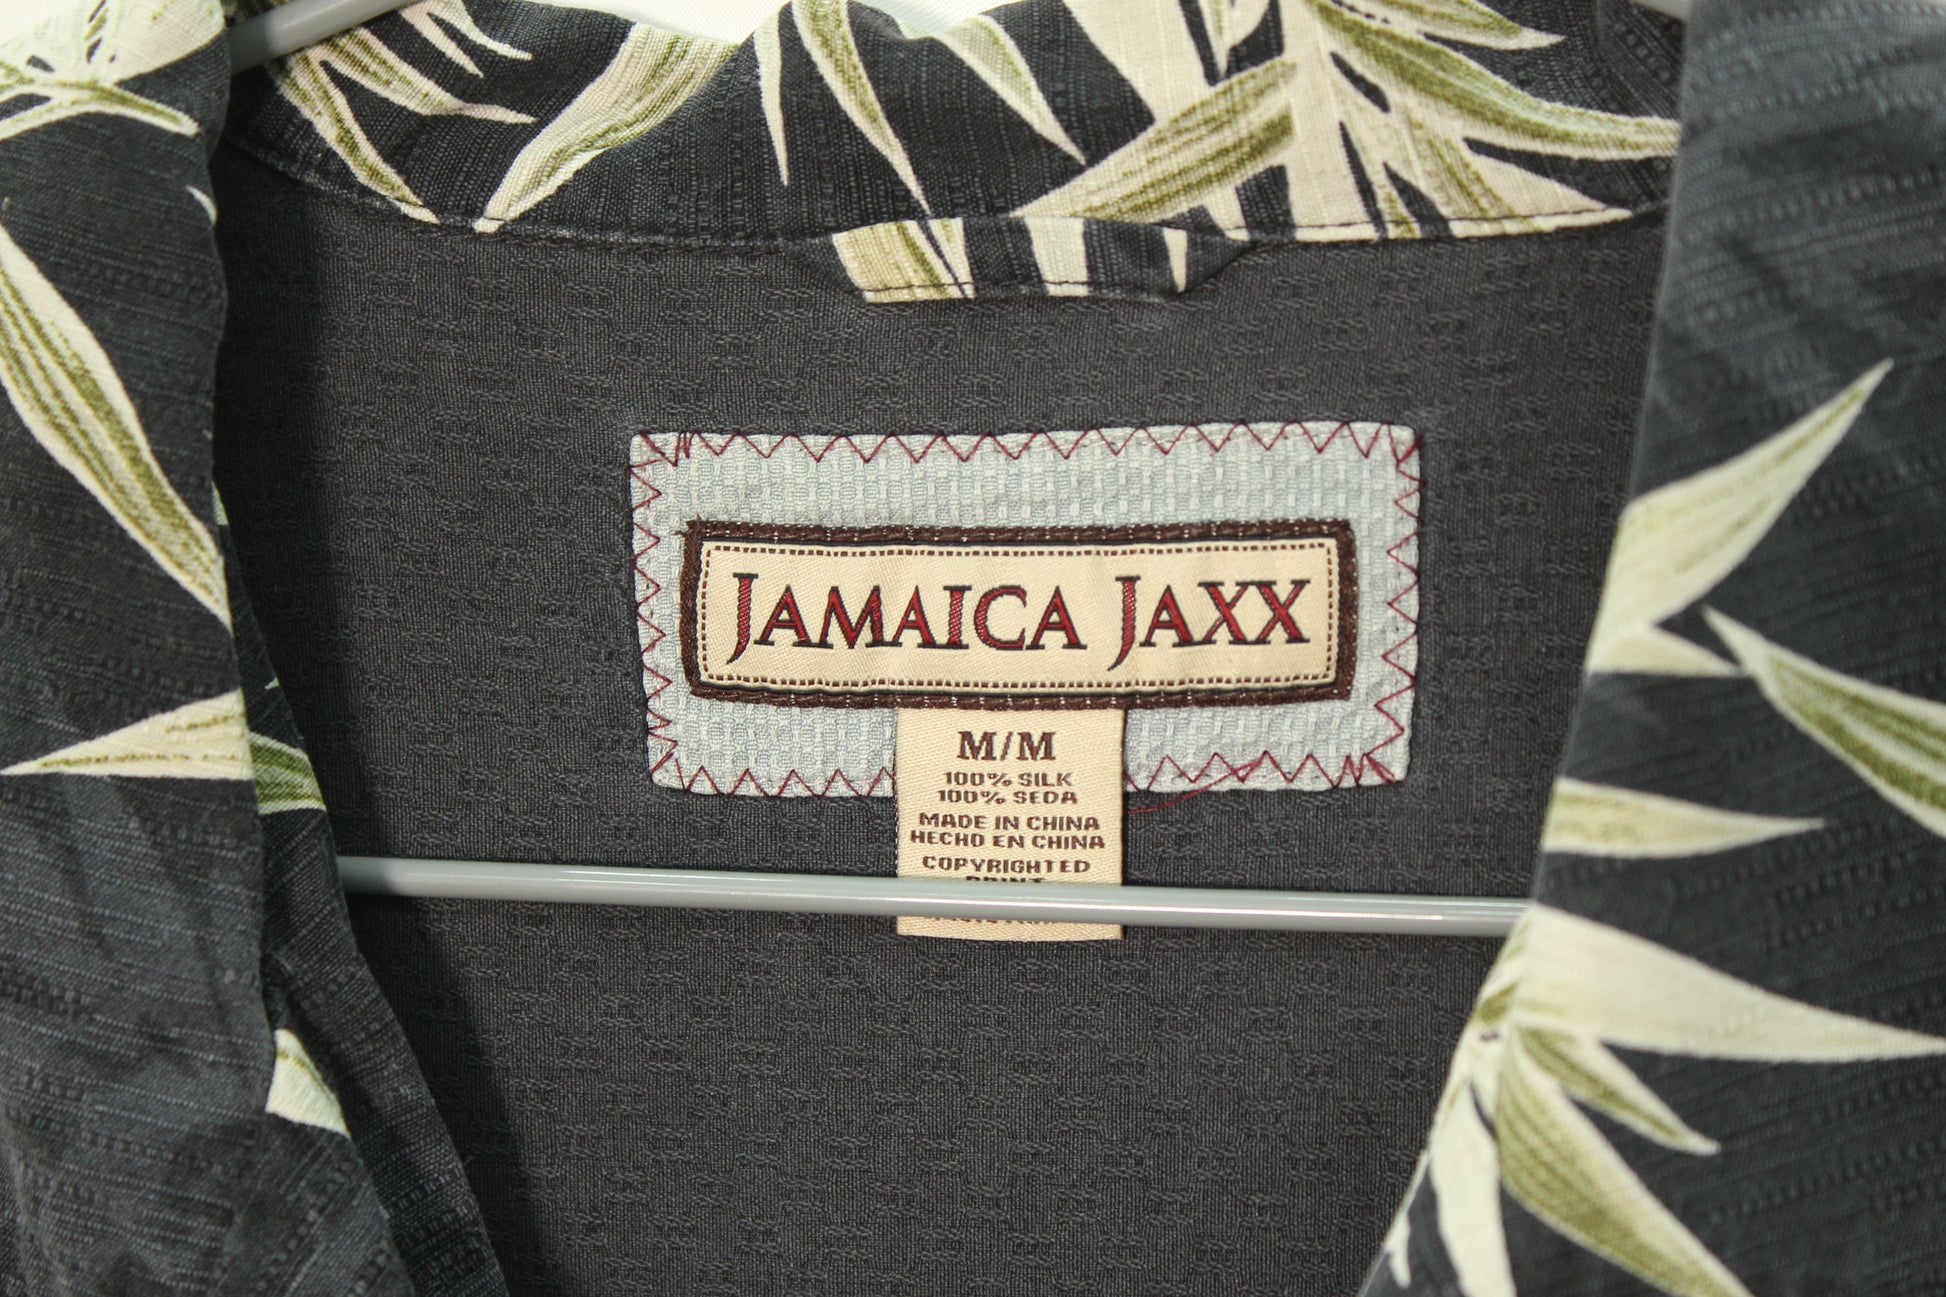 JAMAICA JAXX
M/M
100% SILK
100% SEDA
MADE IN CHINA
HECHO EN CHINA
COPYRIGHTED